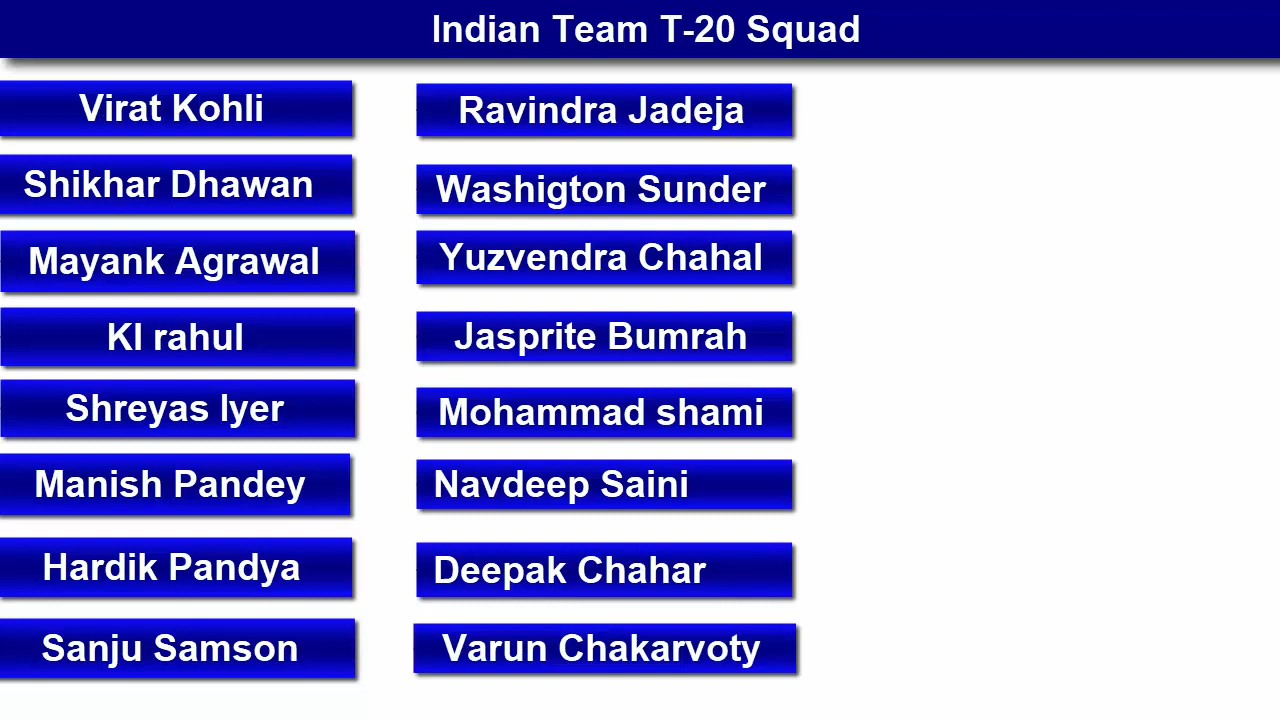 Indian Team T-20 Squad
Virat Kohli
Shikhar Dhawan
Mayank Agrawal
Kl rahul
Shreyas Iyer
Manish Pandey
Hardik Pandya
Sanju Samson
Ravindra Jadeja
Washigton Sunder
Yuzvendra Chahal
Jasprite Bumrah
Mohammad shami
Navdeep Saini
Deepak Chahar
Varun Chakarvoty